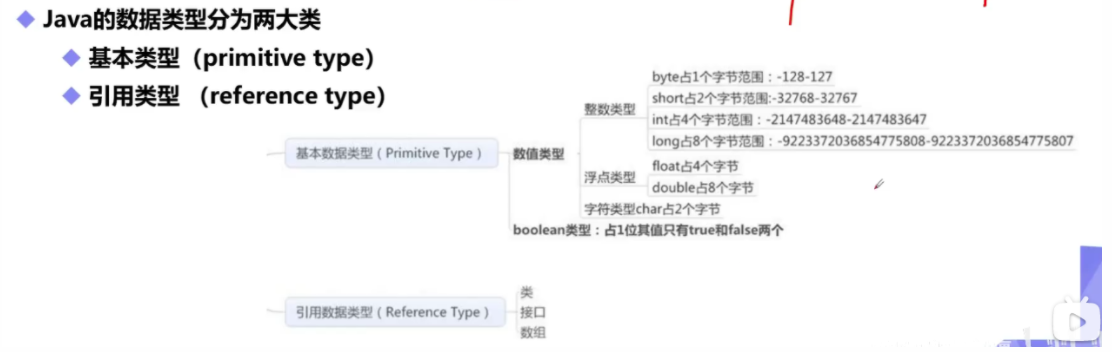 Java的数据类型分为两大类
基本类型（primitive type）
引用类型 （reference type）
基本数据类型（Primitive Type）
数值类型
整数类型
byte占1个字节范围：-128-127
short占2个字节范围:-32768-32767
int占4个字节范围：-2147483648-2147483647
long占8个字节范围：-9223372036854775808-9223372036854775807
浮点类型
float占4个字节
double占8个字节
字符类型char占2个字节
boolean类型：占1位其值只有true和false两个
引用数据类型（Reference Type）
类
接口
数组